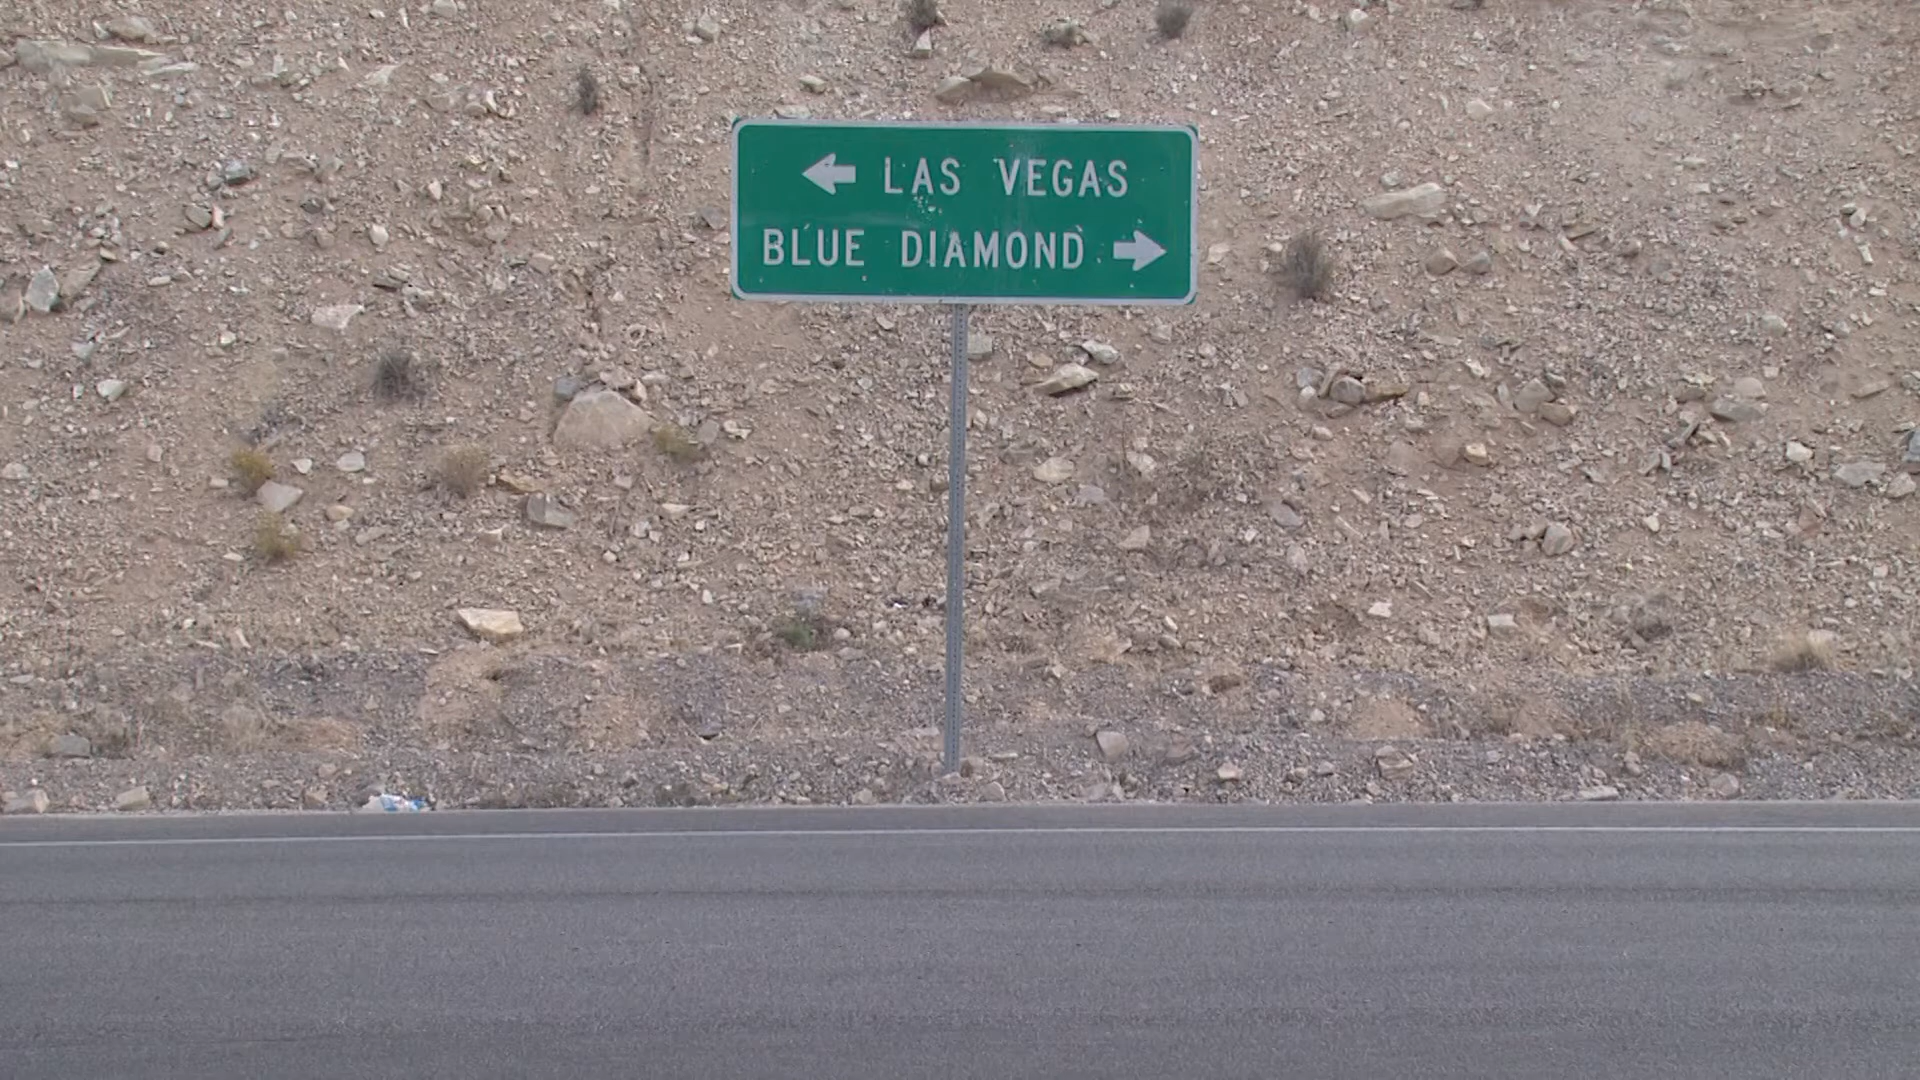 ← LAS VEGAS
BLUE DIAMOND →